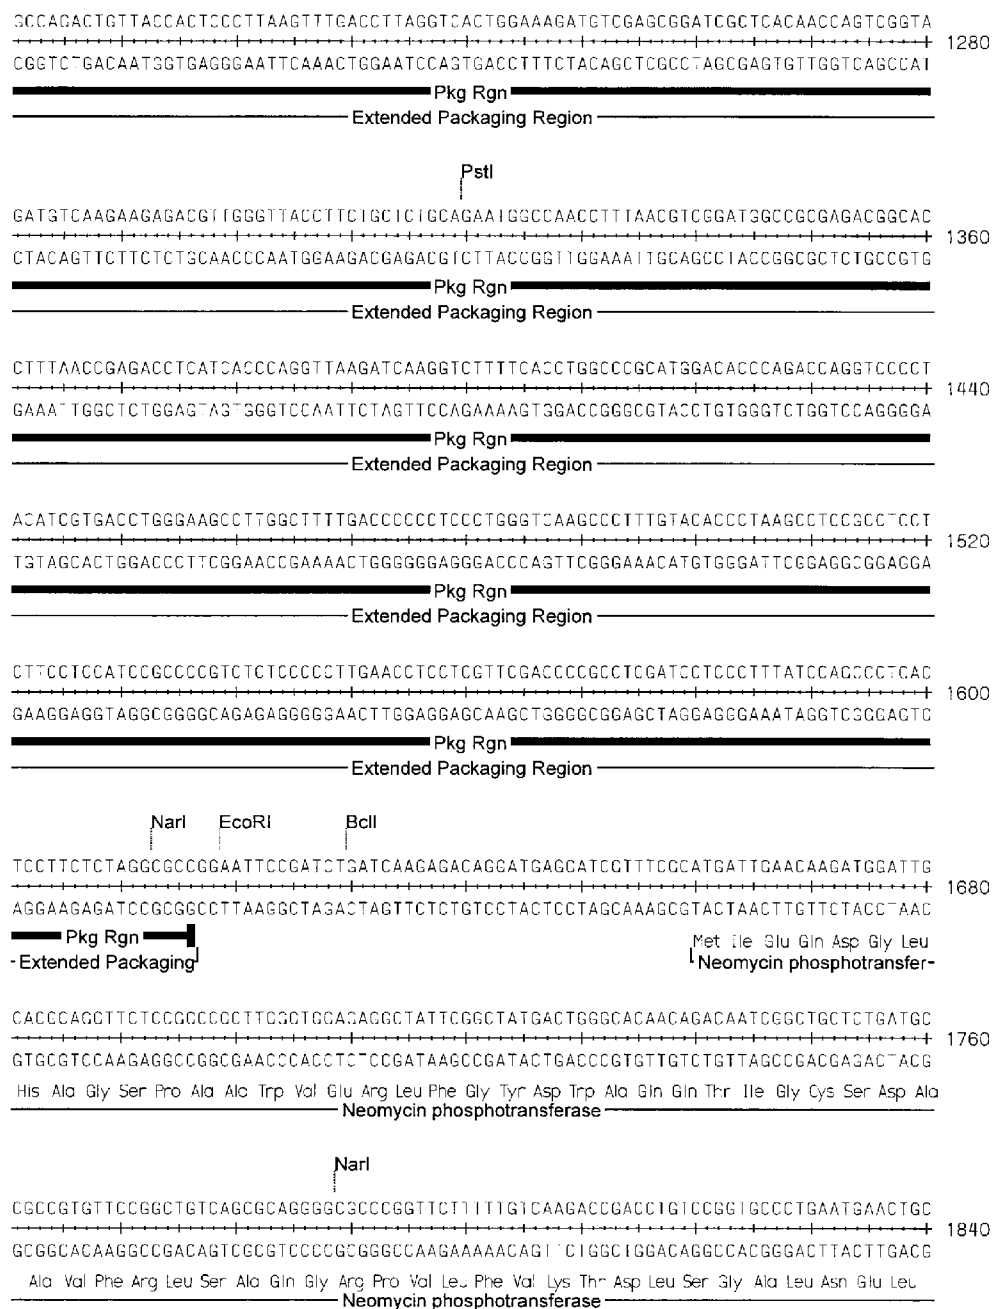 GCCAGACTGTTACCACTCCCTTAAGTTTGACCTTAGGTCACTGGAAAGATGTCGAGCGGATCGCTCACAACCAGTCGGTA
1280
CGGTCTGACAATGGTGAGGGAATTCAAACTGGAATCCAGTGACCTTTCTACAGCTCGCCTAGCGAGTGTTGGTCAGCCAT
Pkg Rgn
Extended Packaging Region
PstI
GATGTCAAGAAGAGACGTTGGGTTACCTTCTGCTCTGCAGAATGGCCAACCTTTAACGTCGGATGGCCGCGAGACGGCAC
1360
CTACAGTTCTTCTCTGCAACCCAATGGAAGACGAGACGTCTTACCGGTTGGAAATTGCAGCCTACCGGCGCTCTGCCGTG
Pkg Rgn
Extended Packaging Region
CTTTAACCGAGACCTCATCACCCAGGTTAAGATCAAGGTCTTTTCACCTGGCCCGCATGGACACCCAGACCAGGTCCCCT
1440
GAAATTGGCTCTGGAGTAGTGGGTCCAATTCTAGTTCCAGAAAAGTGGACCGGGCGTACCTGTGGGTCTGGTCCAGGGGA
Pkg Rgn
Extended Packaging Region
ACATCGTGACCTGGGAAGCCTTGGCTTTTGACCCCCCTCCCTGGGTCAAGCCCTTTGTACACCCTAAGCCTCCGCCTCCT
1520
TGTAGCACTGGACCCTTCGGAACCGAAAACTGGGGGGAGGGACCCAGTTCGGGAAACATGTGGGATTCGGAGGCGGAGGA
Pkg Rgn
Extended Packaging Region
CTTCCTCCATCCGCCCCGTCTCTCCCCCTTGAACCTCCTCGTTCGACCCCGCCTCGATCCTCCCTTTATCCAGCCCTCAC
1600
GAAGGAGGTAGGCGGGGCAGAGAGGGGGAACTTGGAGGAGCAAGCTGGGGCGGAGCTAGGAGGGAAATAGGTCGGGAGTG
Pkg Rgn
Extended Packaging Region
NarI EcoRI BclI
TCCTTCTCTAGGCGCCGGAATTCCGATCTGATCAAGAGACAGGATGAGGATCGTTTCGCATGATTGAACAAGATGGATTG
1680
AGGAAGAGATCCGCGGCCTTAAGGCTAGACTAGTTCTCTGTCCTACTCCTAGCAAAGCGTACTAACTTGTTCTACCTAAC
Pkg Rgn
Met Ile Glu Gln Asp Gly Leu
Extended Packaging
Neomycin phosphotransfer-
CACGCAGGTTCTCCGGCCGCTTGGGTGGAGAGGCTATTCGGCTATGACTGGGCACAACAGACAATCGGCTGCTCTGATGC
1760
GTGCGTCCAAGAGGCCGGCGAACCCACCTCTCCGATAAGCCGATACTGACCCGTGTTGTCTGTTAGCCGACGAGACTACG
His Ala Gly Ser Pro Ala Ala Trp Val Glu Arg Leu Phe Gly Tyr Asp Trp Ala Gln Gln Thr Ile Gly Cys Ser Asp Ala
Neomycin phosphotransferase
NarI
CGCCGTGTTCCGGCTGTCAGCGCAGGGGCGCCCGGTTCTTTTTGTCAAGACCGACCTGTCCGGTGCCCTGAATGAACTGC
1840
GCGGCACAAGGCCGACAGTCGCGTCCCCGCGGGCCAAGAAAAACAGTTCTGGCTGGACAGGCCACGGGACTTACTTGACG
Ala Val Phe Arg Leu Ser Ala Gln Gly Arg Pro Val Leu Phe Val Lys Thr Asp Leu Ser Gly Ala Leu Asn Glu Leu
Neomycin phosphotransferase